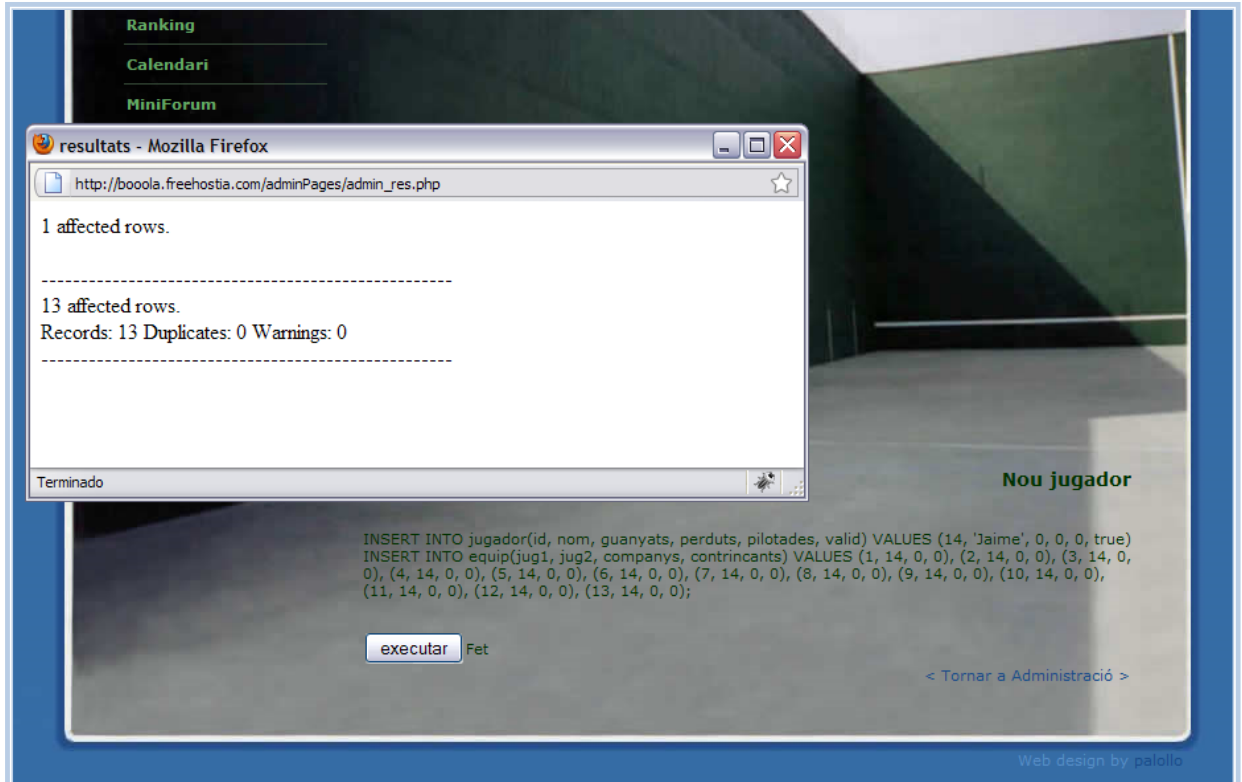 Ranking
Calendari
MiniForum
resultats - Mozilla Firefox
http://booola.freehostia.com/adminPages/admin_res.php
1 affected rows.
----------------------------------------------------
13 affected rows.
Records: 13 Duplicates: 0 Warnings: 0
----------------------------------------------------
Terminado
Nou jugador
INSERT INTO jugador(id, nom, guanyats, perduts, pilotades, valid) VALUES (14, 'Jaime', 0, 0, 0, true)
INSERT INTO equip(jug1, jug2, companys, contrincants) VALUES (1, 14, 0, 0), (2, 14, 0, 0), (3, 14, 0,
0), (4, 14, 0, 0), (5, 14, 0, 0), (6, 14, 0, 0), (7, 14, 0, 0), (8, 14, 0, 0), (9, 14, 0, 0), (10, 14, 0, 0),
(11, 14, 0, 0), (12, 14, 0, 0), (13, 14, 0, 0);
executar Fet
< Tornar a Administració >
Web design by palollo